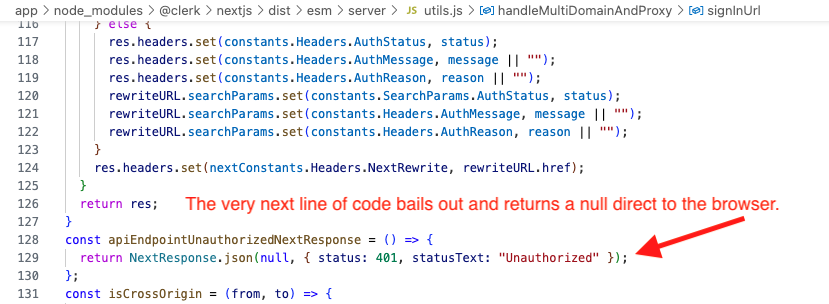 app > node_modules > @clerk > nextjs > dist > esm > server > JS utils.js > handleMultiDomainAndProxy > signInUrl
116 } else {
117 res.headers.set(constants.Headers.AuthStatus, status);
118 res.headers.set(constants.Headers.AuthMessage, message || "");
119 res.headers.set(constants.Headers.AuthReason, reason || "");
120 rewriteURL.searchParams.set(constants.SearchParams.AuthStatus, status);
121 rewriteURL.searchParams.set(constants.Headers.AuthMessage, message || "");
122 rewriteURL.searchParams.set(constants.Headers.AuthReason, reason || "");
123 }
124 res.headers.set(nextConstants.Headers.NextRewrite, rewriteURL.href);
125 }
126 return res; The very next line of code bails out and returns a null direct to the browser.
127 }
128 const apiEndpointUnauthorizedNextResponse = () => {
129 return NextResponse.json(null, { status: 401, statusText: "Unauthorized" });
130 };
131 const isCrossOrigin = (from, to) => {